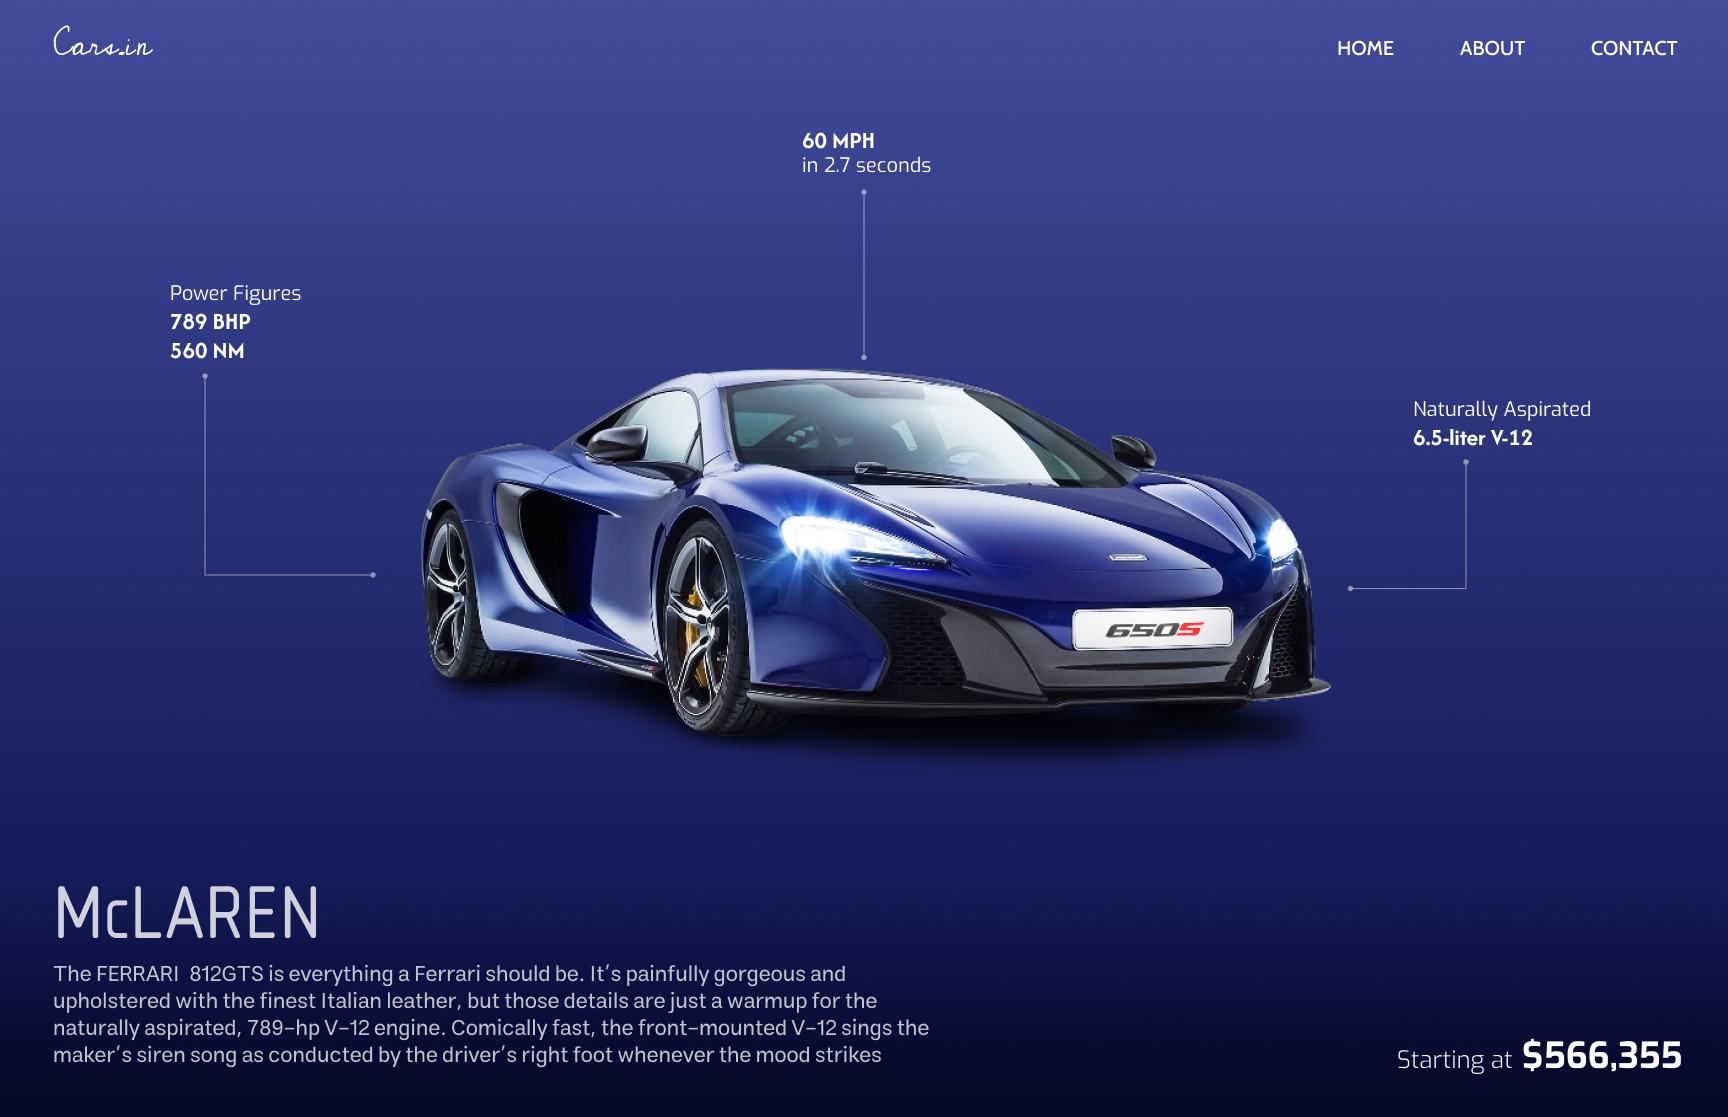 Cars.in
HOME ABOUT CONTACT
60 MPH
in 2.7 seconds
Power Figures
789 BHP
560 NM
Naturally Aspirated
6.5-liter V-12
650S
McLAREN
The FERRARI 812GTS is everything a Ferrari should be. It’s painfully gorgeous and
upholstered with the finest Italian leather, but those details are just a warmup for the
naturally aspirated, 789–hp V–12 engine. Comically fast, the front–mounted V–12 sings the
maker’s siren song as conducted by the driver’s right foot whenever the mood strikes
Starting at $566,355